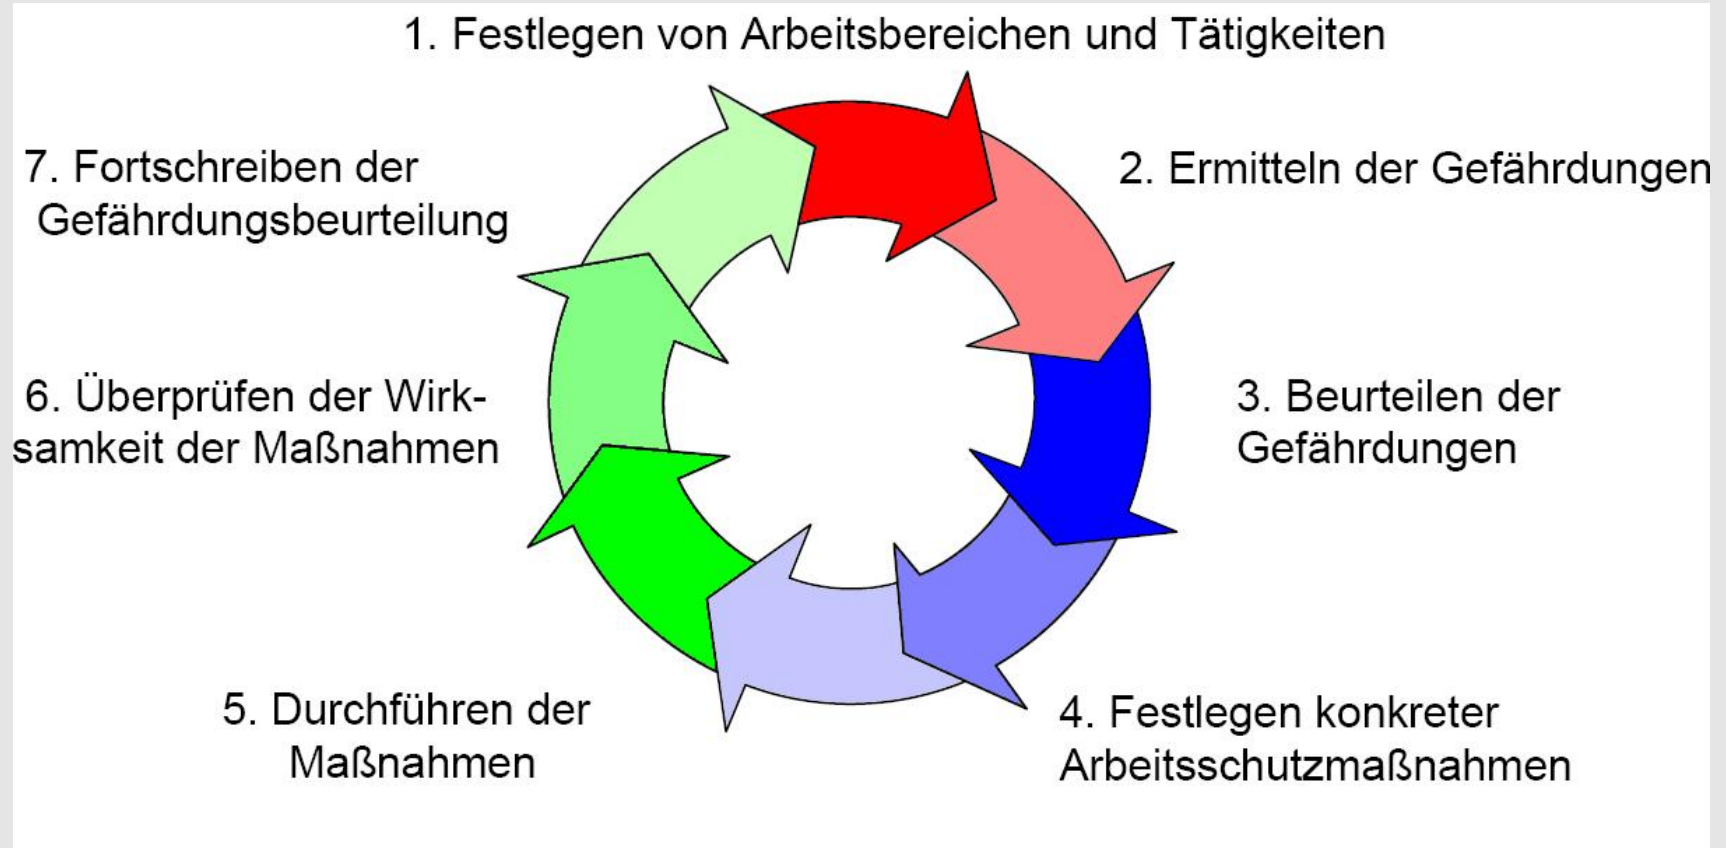 1. Festlegen von Arbeitsbereichen und Tätigkeiten
2. Ermitteln der Gefährdungen
3. Beurteilen der
Gefährdungen
4. Festlegen konkreter
Arbeitsschutzmaßnahmen
5. Durchführen der
Maßnahmen
6. Überprüfen der Wirk-
samkeit der Maßnahmen
7. Fortschreiben der
Gefährdungsbeurteilung